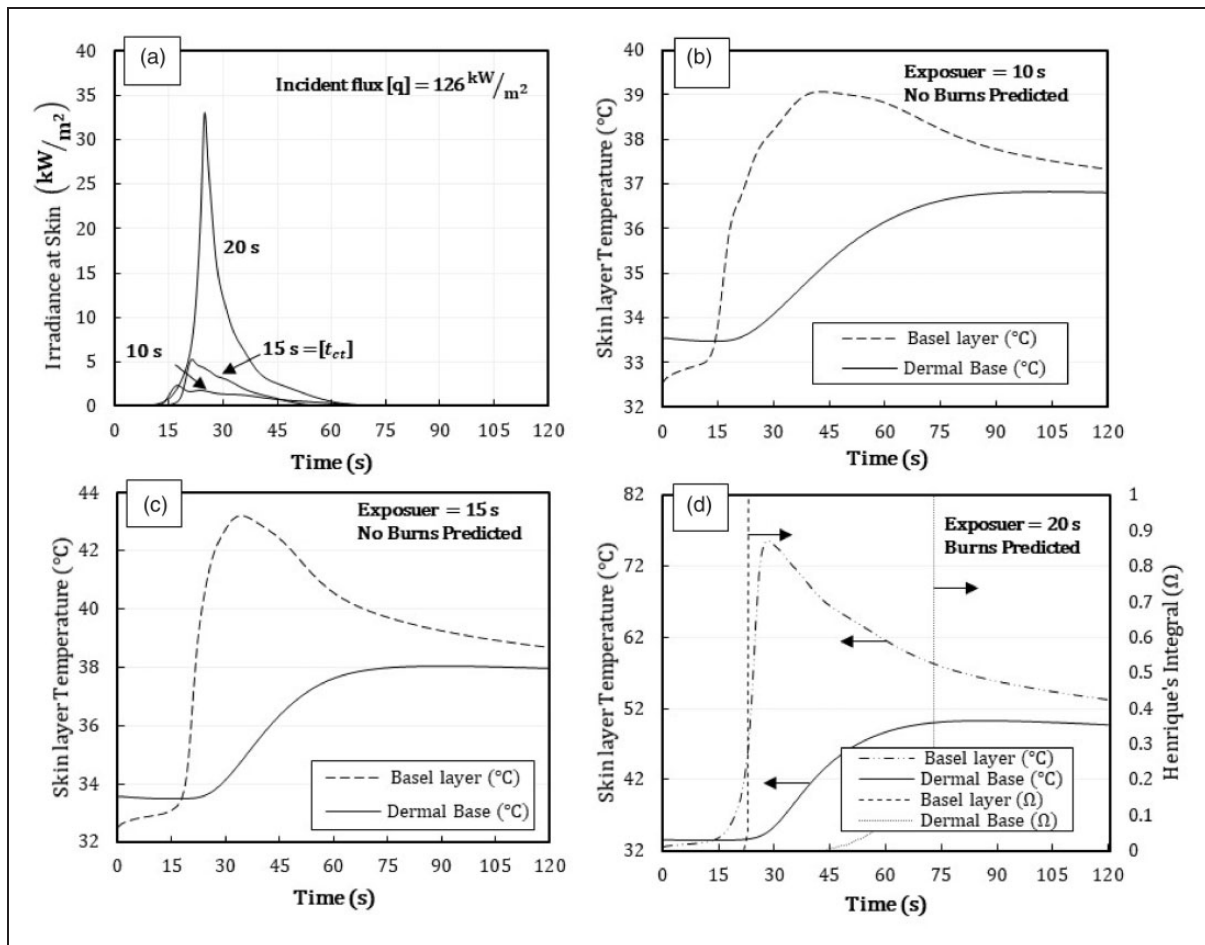 (a)
Incident flux [q] = 126 kW/m²
40
35
30
25
20
15
10
5
0
Irradiance at Skin (kW/m²)
20 s
10 s
15 s = [t_ct]
0 15 30 45 60 75 90 105 120
Time (s)
(b)
Exposuer = 10 s
No Burns Predicted
40
39
38
37
36
35
34
33
32
Skin layer Temperature (°C)
Basel layer (°C)
Dermal Base (°C)
0 15 30 45 60 75 90 105 120
Time (s)
(c)
Exposuer = 15 s
No Burns Predicted
44
42
40
38
36
34
32
Skin layer Temperature (°C)
Basel layer (°C)
Dermal Base (°C)
0 15 30 45 60 75 90 105 120
Time (s)
(d)
Exposuer = 20 s
Burns Predicted
82
72
62
52
42
32
Skin layer Temperature (°C)
1
0.9
0.8
0.7
0.6
0.5
0.4
0.3
0.2
0.1
0
Henrique's Integral (Ω)
Basel layer (°C)
Dermal Base (°C)
Basel layer (Ω)
Dermal Base (Ω)
0 15 30 45 60 75 90 105 120
Time (s)